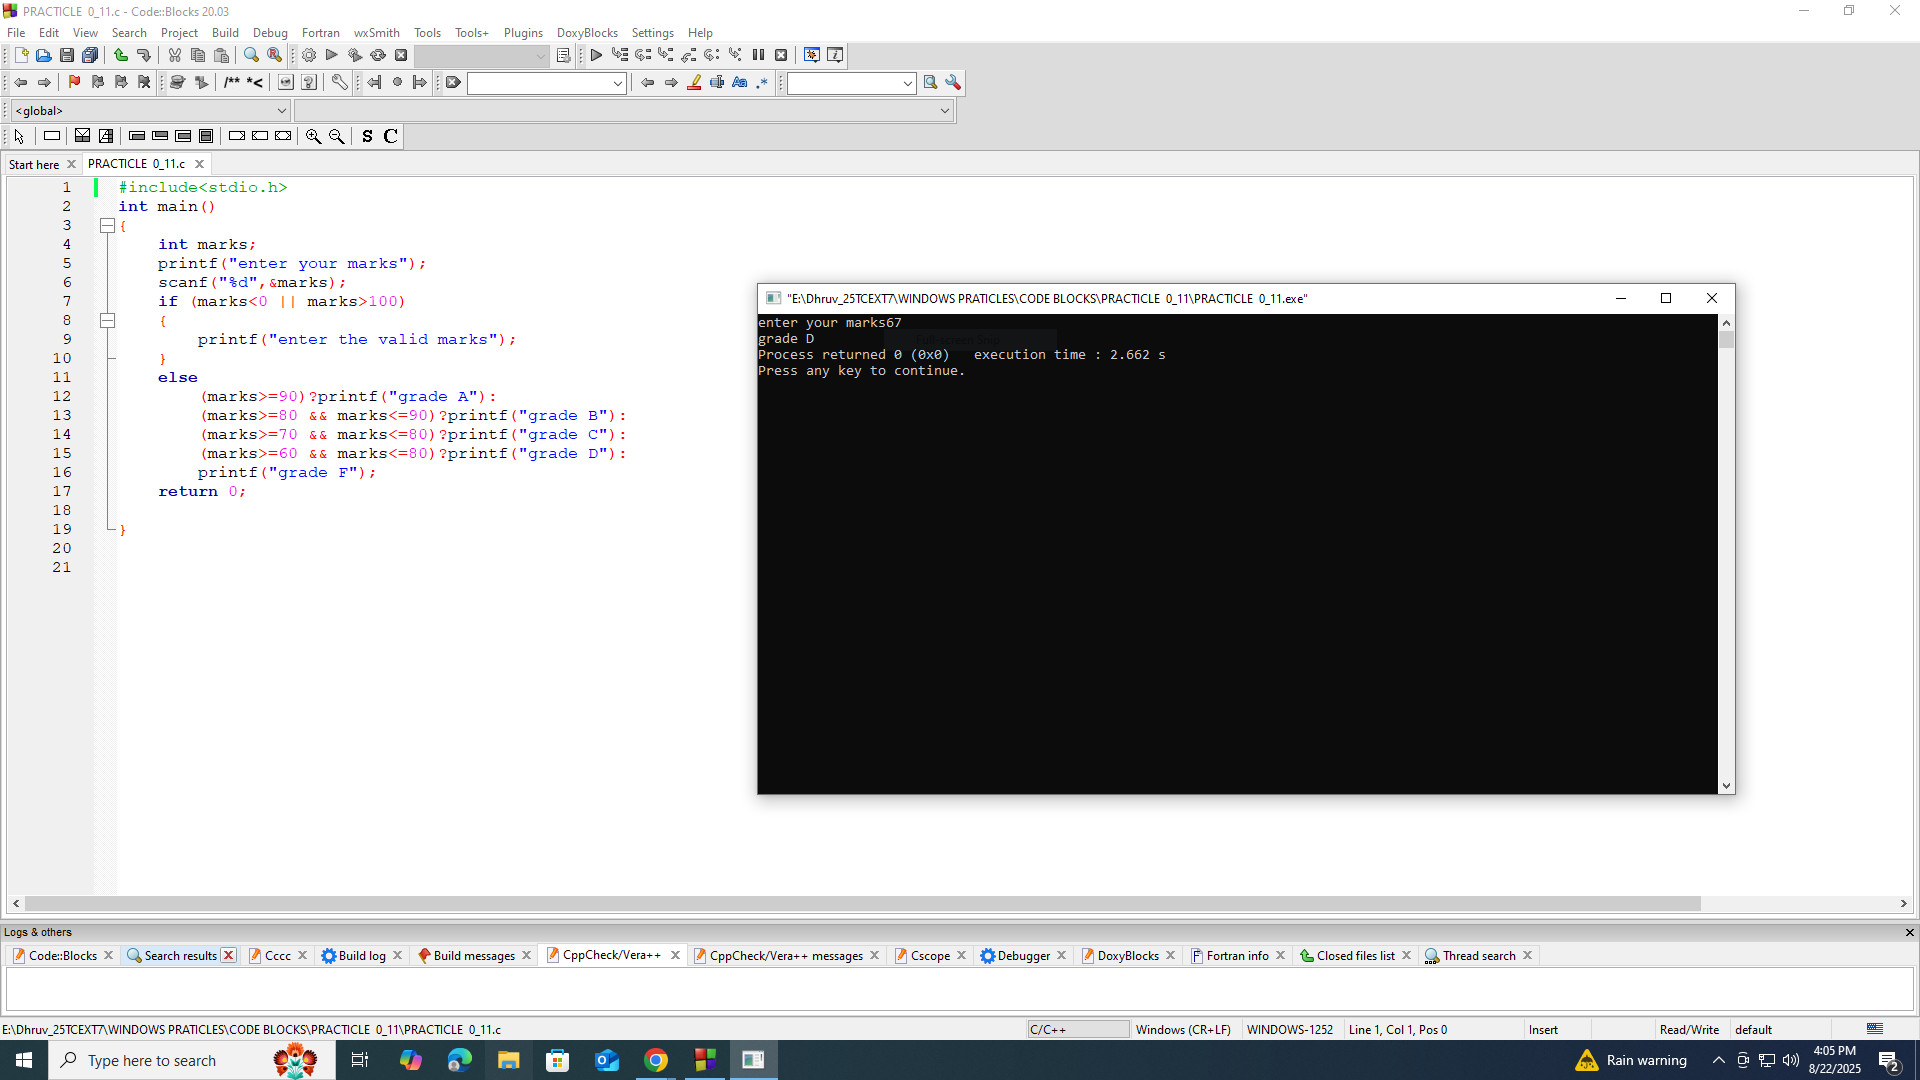 PRACTICLE 0_11.c - Code::Blocks 20.03
File Edit View Search Project Build Debug Fortran wxSmith Tools Tools+ Plugins DoxyBlocks Settings Help
/** *<
Aa .*
<global>
S C
Start here PRACTICLE 0_11.c
1 #include<stdio.h>
2 int main()
3 {
4 int marks;
5 printf("enter your marks");
6 scanf("%d",&marks);
7 if (marks<0 || marks>100)
8 {
9 printf("enter the valid marks");
10 }
11 else
12 (marks>=90)?printf("grade A"):
13 (marks>=80 && marks<=90)?printf("grade B"):
14 (marks>=70 && marks<=80)?printf("grade C"):
15 (marks>=60 && marks<=80)?printf("grade D"):
16 printf("grade F");
17 return 0;
18
19 }
20
21
"E:\Dhruv_25TCEXT7\WINDOWS PRATICLES\CODE BLOCKS\PRACTICLE 0_11\PRACTICLE 0_11.exe"
enter your marks67
grade D
Process returned 0 (0x0) execution time : 2.662 s
Press any key to continue.
Logs & others
Code::Blocks Search results Cccc Build log Build messages CppCheck/Vera++ CppCheck/Vera++ messages Cscope Debugger DoxyBlocks Fortran info Closed files list Thread search
E:\Dhruv_25TCEXT7\WINDOWS PRATICLES\CODE BLOCKS\PRACTICLE 0_11\PRACTICLE 0_11.c C/C++ Windows (CR+LF) WINDOWS-1252 Line 1, Col 1, Pos 0 Insert Read/Write default
Type here to search
Rain warning
4:05 PM
8/22/2025
2